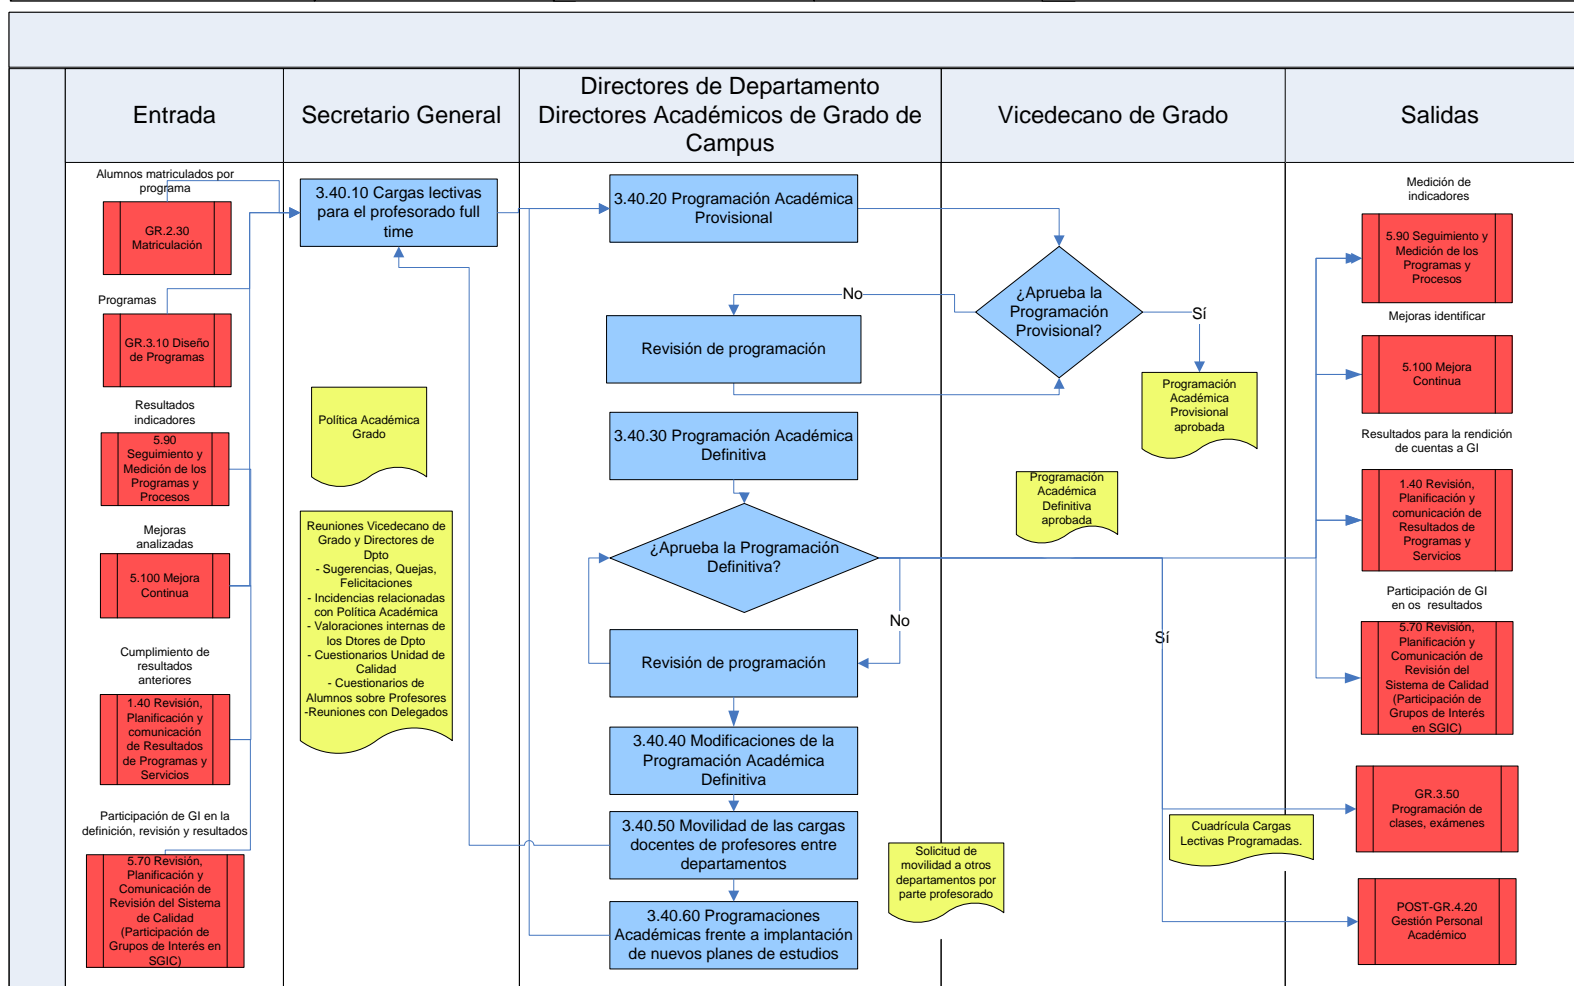 Entrada
Secretario General
Directores de Departamento
Directores Académicos de Grado de
Campus
Vicedecano de Grado
Salidas
Alumnos matriculados por
programa
GR.2.30
Matriculación
Programas
GR.3.10 Diseño
de Programas
Resultados
indicadores
5.90
Seguimiento y
Medición de los
Programas y
Procesos
Mejoras
analizadas
5.100 Mejora
Continua
Cumplimiento de
resultados
anteriores
1.40 Revisión,
Planificación y
comunicación
de Resultados
de Programas y
Servicios
Participación de GI en la
definición, revisión y resultados
5.70 Revisión,
Planificación y
Comunicación de
Revisión del Sistema
de Calidad
(Participación de
Grupos de Interés en
SGIC)
3.40.10 Cargas lectivas
para el profesorado full
time
Política Académica
Grado
Reuniones Vicedecano de
Grado y Directores de
Dpto
- Sugerencias, Quejas,
Felicitaciones
- Incidencias relacionadas
con Política Académica
- Valoraciones internas de
los Dtores de Dpto
- Cuestionarios Unidad de
Calidad
- Cuestionarios de
Alumnos sobre Profesores
-Reuniones con Delegados
3.40.20 Programación Académica
Provisional
No
Revisión de programación
3.40.30 Programación Académica
Definitiva
¿Aprueba la Programación
Definitiva?
No
Revisión de programación
3.40.40 Modificaciones de la
Programación Académica
Definitiva
3.40.50 Movilidad de las cargas
docentes de profesores entre
departamentos
3.40.60 Programaciones
Académicas frente a implantación
de nuevos planes de estudios
¿Aprueba la
Programación
Provisional?
Sí
Programación
Académica
Provisional
aprobada
Programación
Académica
Definitiva
aprobada
Sí
Solicitud de
movilidad a otros
departamentos por
parte profesorado
Cuadrícula Cargas
Lectivas Programadas.
Medición de
indicadores
5.90 Seguimiento y
Medición de los
Programas y
Procesos
Mejoras identificar
5.100 Mejora
Continua
Resultados para la rendición
de cuentas a GI
1.40 Revisión,
Planificación y
comunicación de
Resultados de
Programas y
Servicios
Participación de GI
en os  resultados
5.70 Revisión,
Planificación y
Comunicación de
Revisión del
Sistema de Calidad
(Participación de
Grupos de Interés
en SGIC)
GR.3.50
Programación de
clases, exámenes
POST-GR.4.20
Gestión Personal
Académico